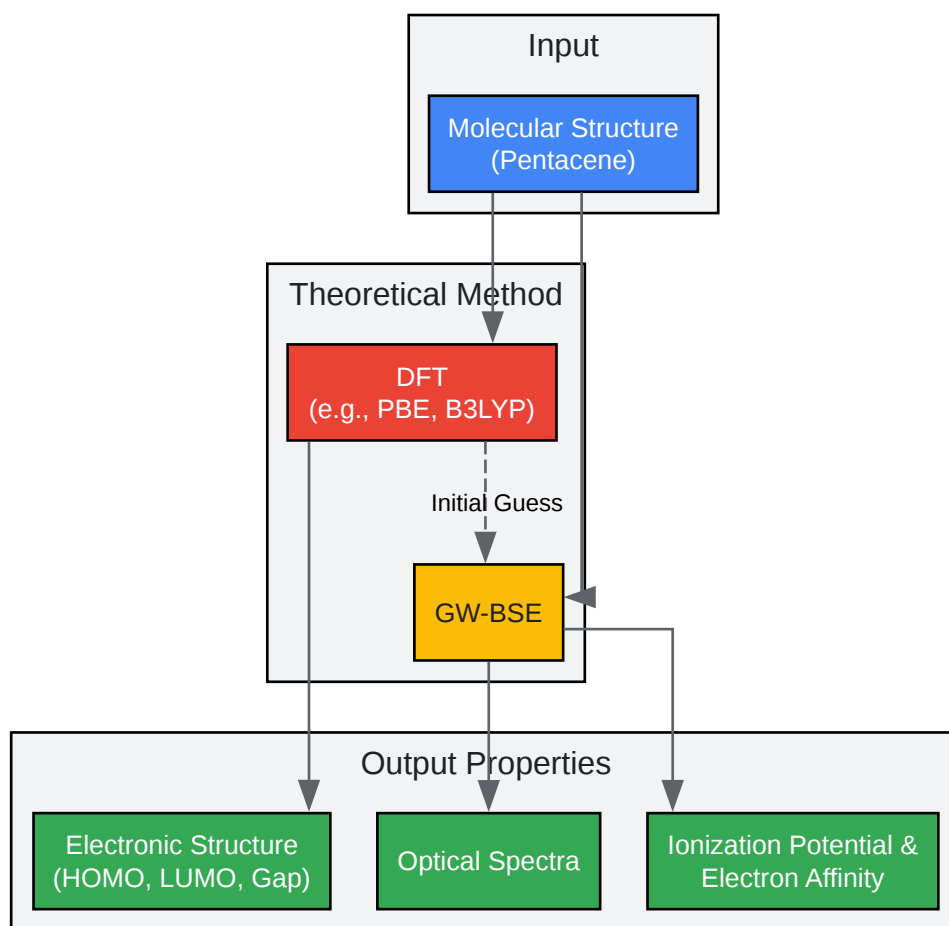 Input
Molecular Structure
(Pentacene)
Theoretical Method
DFT
(e.g., PBE, B3LYP)
Initial Guess
GW-BSE
Output Properties
Electronic Structure
(HOMO, LUMO, Gap)
Optical Spectra
Ionization Potential &
Electron Affinity